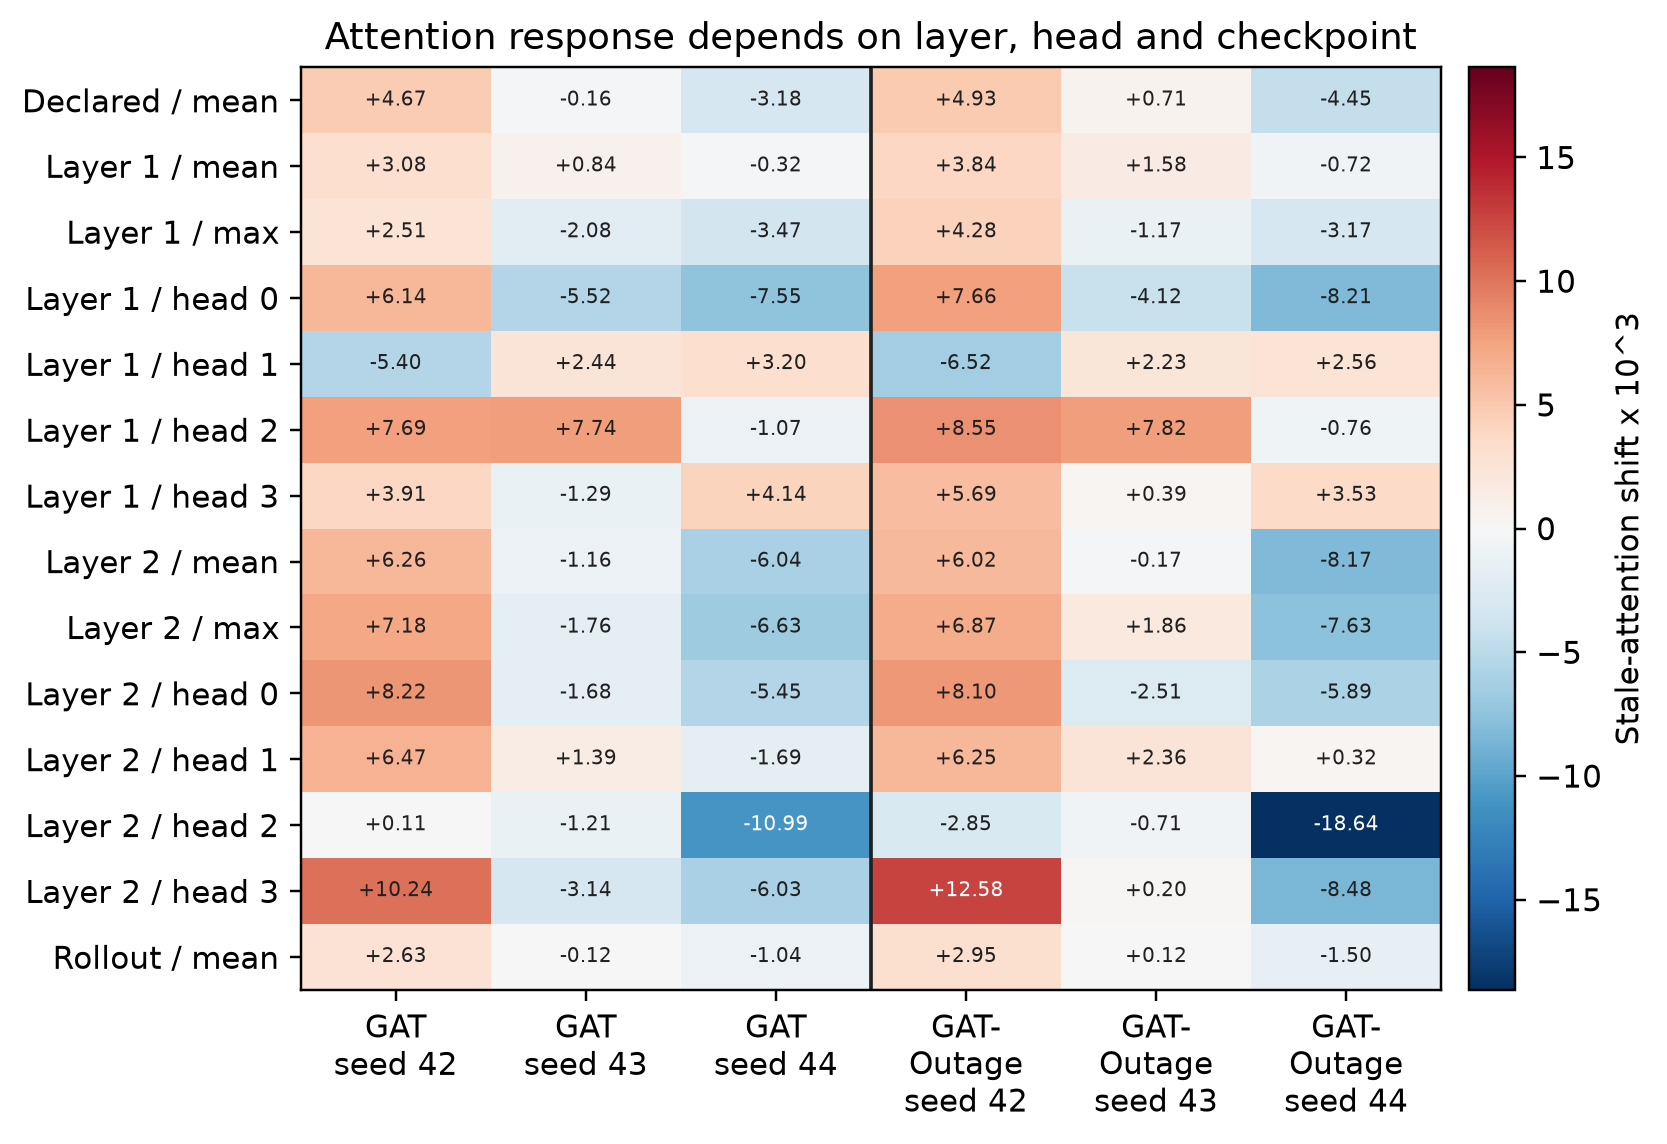 Attention response depends on layer, head and checkpoint
Declared / mean +4.67 -0.16 -3.18 +4.93 +0.71 -4.45
Layer 1 / mean +3.08 +0.84 -0.32 +3.84 +1.58 -0.72
Layer 1 / max +2.51 -2.08 -3.47 +4.28 -1.17 -3.17
Layer 1 / head 0 +6.14 -5.52 -7.55 +7.66 -4.12 -8.21
Layer 1 / head 1 -5.40 +2.44 +3.20 -6.52 +2.23 +2.56
Layer 1 / head 2 +7.69 +7.74 -1.07 +8.55 +7.82 -0.76
Layer 1 / head 3 +3.91 -1.29 +4.14 +5.69 +0.39 +3.53
Layer 2 / mean +6.26 -1.16 -6.04 +6.02 -0.17 -8.17
Layer 2 / max +7.18 -1.76 -6.63 +6.87 +1.86 -7.63
Layer 2 / head 0 +8.22 -1.68 -5.45 +8.10 -2.51 -5.89
Layer 2 / head 1 +6.47 +1.39 -1.69 +6.25 +2.36 +0.32
Layer 2 / head 2 +0.11 -1.21 -10.99 -2.85 -0.71 -18.64
Layer 2 / head 3 +10.24 -3.14 -6.03 +12.58 +0.20 -8.48
Rollout / mean +2.63 -0.12 -1.04 +2.95 +0.12 -1.50
GAT
seed 42
GAT
seed 43
GAT
seed 44
GAT-
Outage
seed 42
GAT-
Outage
seed 43
GAT-
Outage
seed 44
15
10
5
0
−5
−10
−15
Stale-attention shift x 10^3